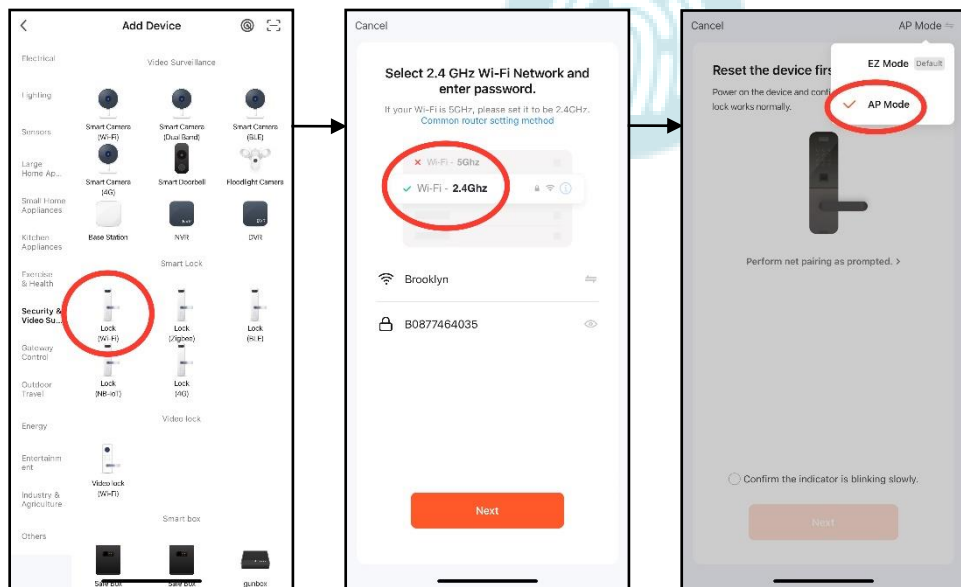 Add Device
Electrical
Lighting
Sensors
Large
Home Ap...
Small Home
Appliances
Kitchen
Appliances
Exercise
& Health
Security &
Video Su...
Gateway
Control
Outdoor
Travel
Energy
Entertainm
ent
Industry &
Agriculture
Others
Video Surveillance
Smart Camera
(Wi-Fi)
Smart Camera
(Dual Band)
Smart Camera
(BLE)
Smart Camera
(4G)
Smart Doorbell
Floodlight Camera
Base Station
NVR
DVR
Smart Lock
Lock
(Wi-Fi)
Lock
(Zigbee)
Lock
(BLE)
Lock
(NB-IoT)
Lock
(4G)
Video lock
Video lock
(Wi-Fi)
Smart box
Safe Box
Safe Box
gunbox
Cancel
Select 2.4 GHz Wi-Fi Network and
enter password.
If your Wi-Fi is 5GHz, please set it to be 2.4GHz.
Common router setting method
Wi-Fi - 5Ghz
Wi-Fi - 2.4Ghz
Brooklyn
B0877464035
Next
Cancel
AP Mode
EZ Mode Default
AP Mode
Reset the device firs
Power on the device and conti
lock works normally.
Perform net pairing as prompted. >
Confirm the indicator is blinking slowly.
Next